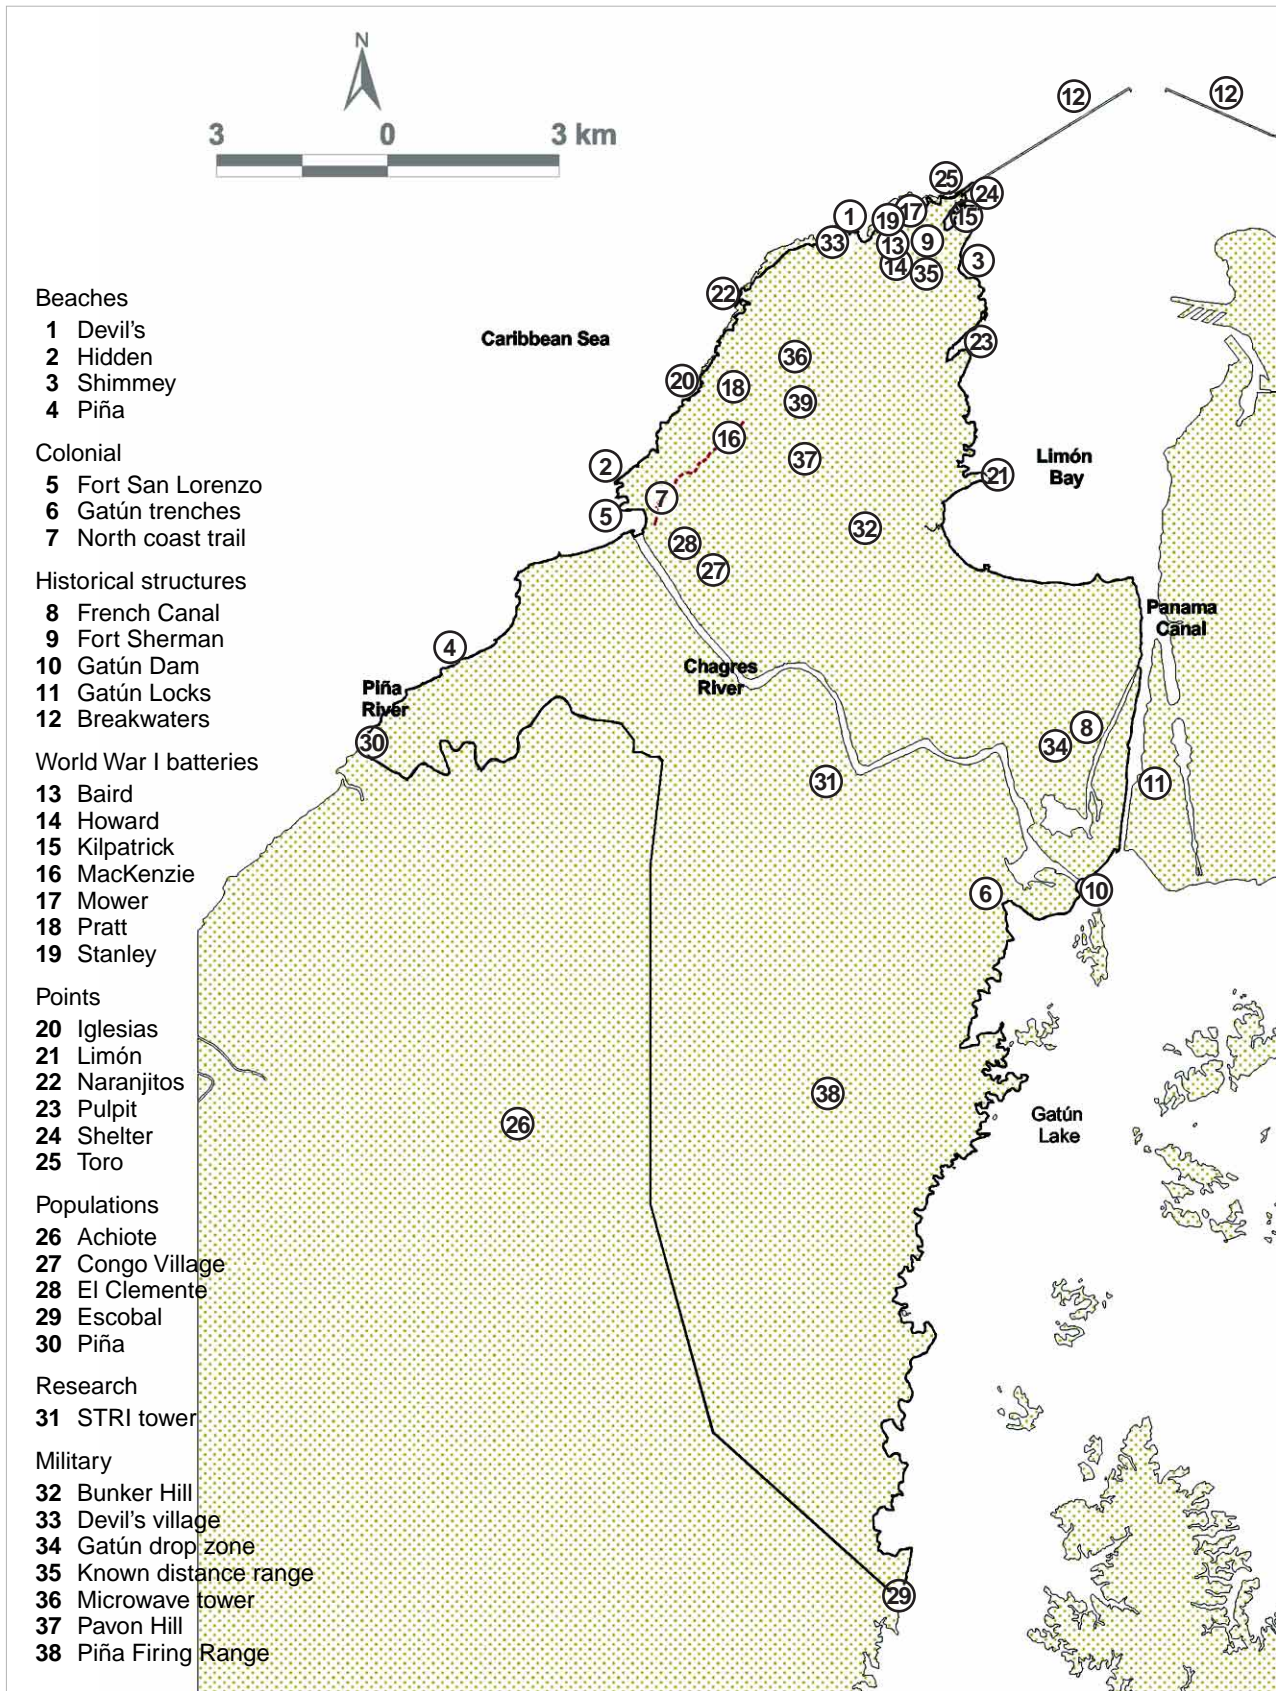 N
3 0 3 km
12
12
25
24
17
15
1
19
33
13
9
14
35
3
22
Caribbean Sea
23
36
20
18
39
16
37
2
Limón
Bay
21
7
5
32
28
27
Panama
Canal
4
Chagres
River
Piña
River
30
8
34
31
11
6
10
38
26
Gatún
Lake
29
Beaches
1 Devil's
2 Hidden
3 Shimmey
4 Piña
Colonial
5 Fort San Lorenzo
6 Gatún trenches
7 North coast trail
Historical structures
8 French Canal
9 Fort Sherman
10 Gatún Dam
11 Gatún Locks
12 Breakwaters
World War I batteries
13 Baird
14 Howard
15 Kilpatrick
16 MacKenzie
17 Mower
18 Pratt
19 Stanley
Points
20 Iglesias
21 Limón
22 Naranjitos
23 Pulpit
24 Shelter
25 Toro
Populations
26 Achiote
27 Congo Village
28 El Clemente
29 Escobal
30 Piña
Research
31 STRI tower
Military
32 Bunker Hill
33 Devil's village
34 Gatún drop zone
35 Known distance range
36 Microwave tower
37 Pavon Hill
38 Piña Firing Range